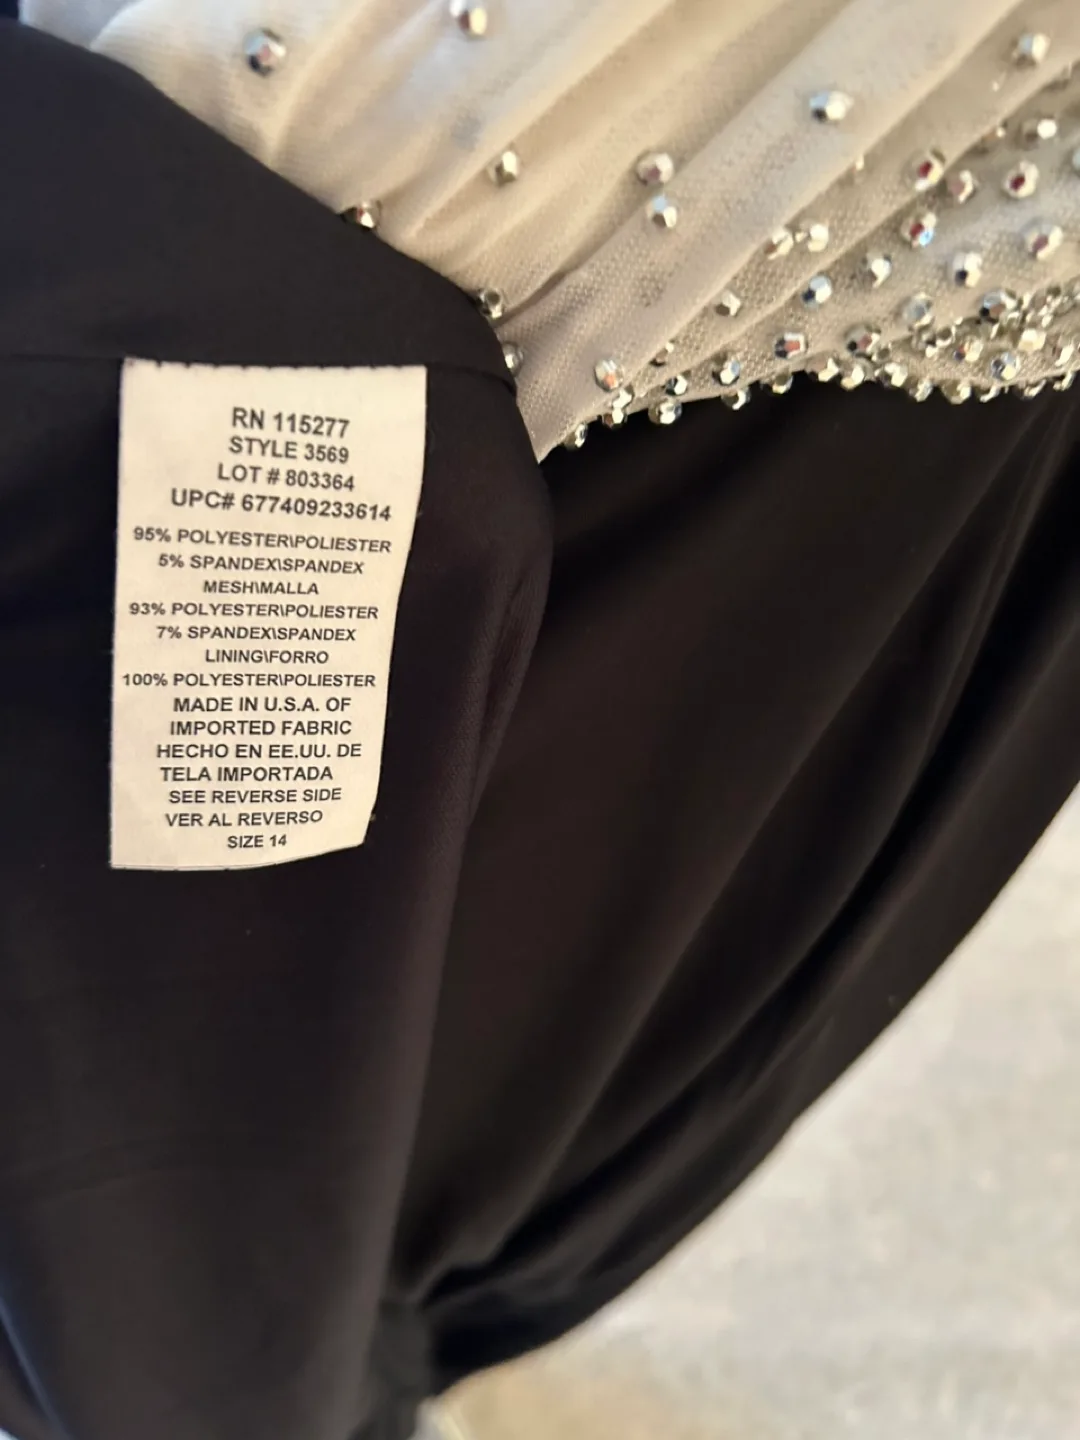 RN 115277
STYLE 3569
LOT # 803364
UPC# 677409233614
95% POLYESTER\POLIESTER
5% SPANDEX\SPANDEX
MESH\MALLA
93% POLYESTER\POLIESTER
7% SPANDEX\SPANDEX
LINING\FORRO
100% POLYESTER\POLIESTER
MADE IN U.S.A. OF
IMPORTED FABRIC
HECHO EN EE.UU. DE
TELA IMPORTADA
SEE REVERSE SIDE
VER AL REVERSO
SIZE 14